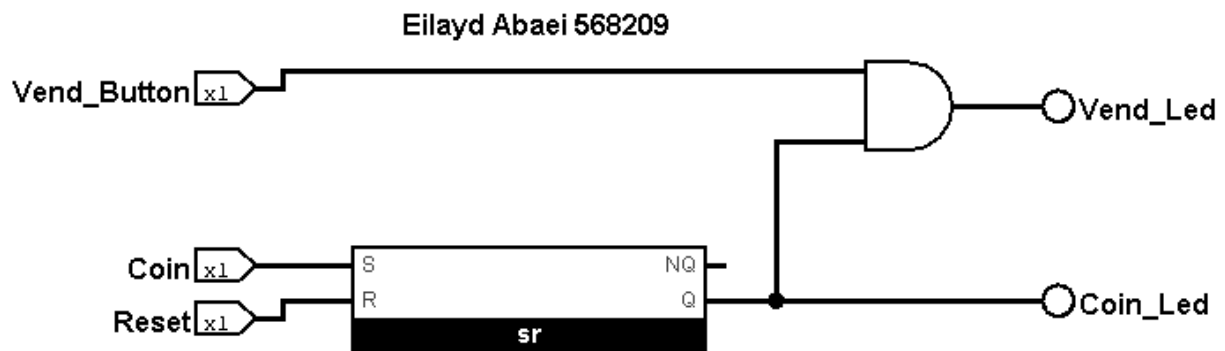 Eilayd Abaei 568209
Vend_Button x1
Vend_Led
Coin x1
S NQ
Reset x1
R Q
Coin_Led
sr